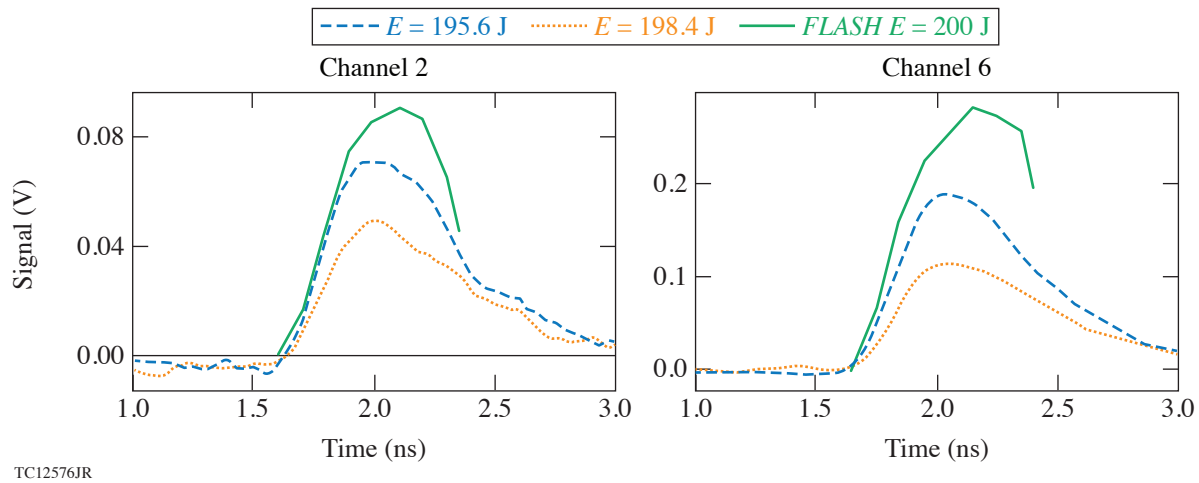 E = 195.6 J E = 198.4 J FLASH E = 200 J
Channel 2 Channel 6
Signal (V)
0.08
0.04
0.00
0.2
0.1
0.0
1.0 1.5 2.0 2.5 3.0 1.0 1.5 2.0 2.5 3.0
Time (ns) Time (ns)
TC12576JR